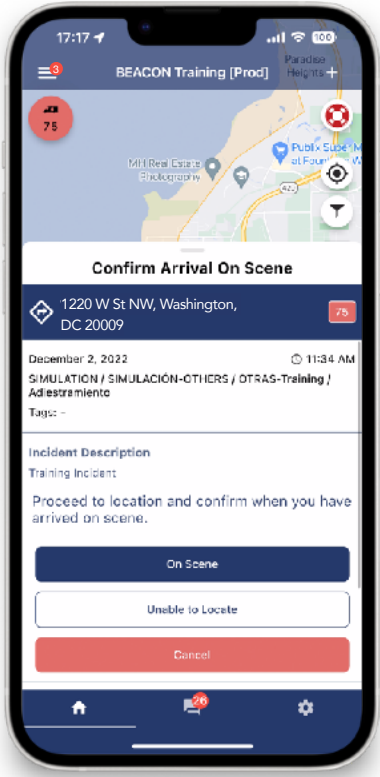 17:17
100
3
BEACON Training [Prod]
Paradise
Heights
75
Publix Super M
at Foun W
MH Real Estate
Photography
Confirm Arrival On Scene
1220 W St NW, Washington,
DC 20009
75
December 2, 2022
11:34 AM
SIMULATION / SIMULACIÓN-OTHERS / OTRAS-Training /
Adiestramiento
Tags: -
Incident Description
Training Incident
Proceed to location and confirm when you have
arrived on scene.
On Scene
Unable to Locate
Cancel
26